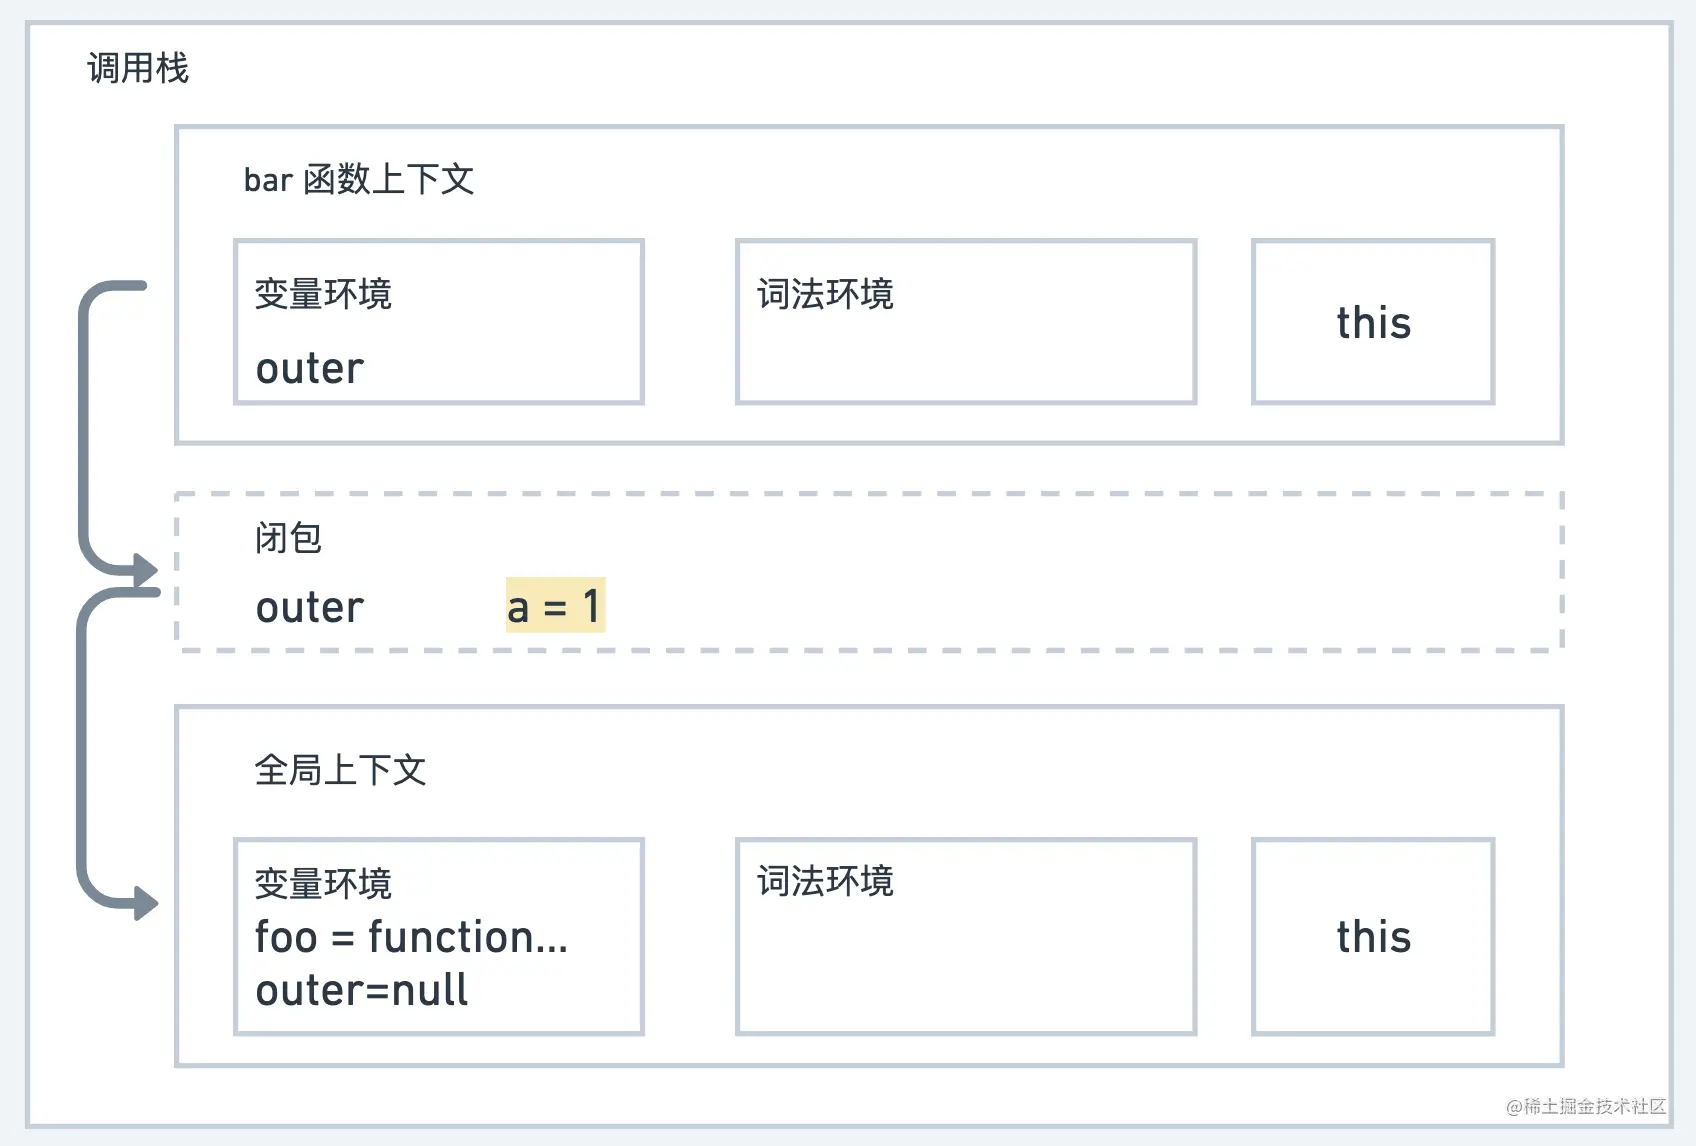 调用栈
bar 函数上下文
变量环境
outer
词法环境
this
闭包
outer
a = 1
全局上下文
变量环境
foo = function...
outer=null
词法环境
this
@稀土掘金技术社区